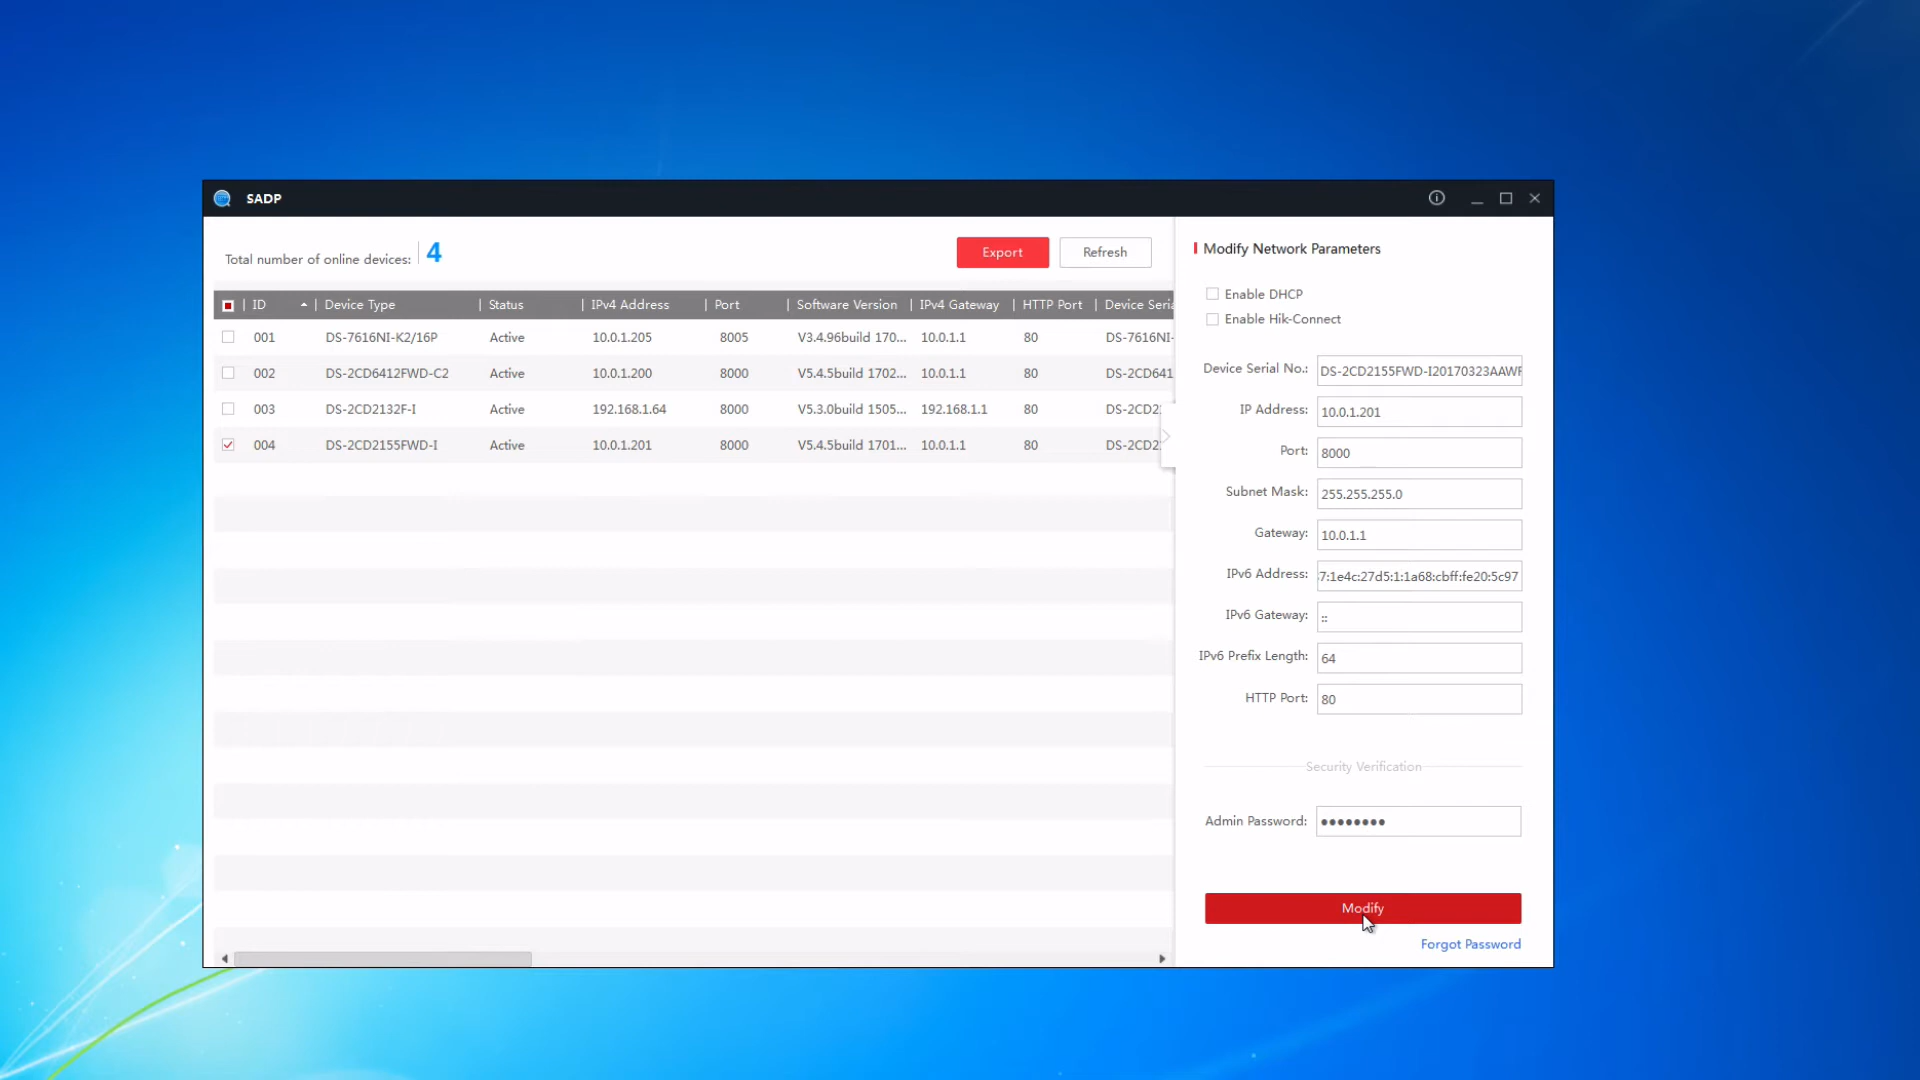 SADP
Total number of online devices: 4
Export
Refresh
ID Device Type Status IPv4 Address Port Software Version IPv4 Gateway HTTP Port Device Seria
001 DS-7616NI-K2/16P Active 10.0.1.205 8005 V3.4.96build 170... 10.0.1.1 80 DS-7616NI-
002 DS-2CD6412FWD-C2 Active 10.0.1.200 8000 V5.4.5build 1702... 10.0.1.1 80 DS-2CD641
003 DS-2CD2132F-I Active 192.168.1.64 8000 V5.3.0build 1505... 192.168.1.1 80 DS-2CD2
004 DS-2CD2155FWD-I Active 10.0.1.201 8000 V5.4.5build 1701... 10.0.1.1 80 DS-2CD2
Modify Network Parameters
Enable DHCP
Enable Hik-Connect
Device Serial No.: DS-2CD2155FWD-I20170323AAWR
IP Address: 10.0.1.201
Port: 8000
Subnet Mask: 255.255.255.0
Gateway: 10.0.1.1
IPv6 Address: 7:1e4c:27d5:1:1a68:cbff:fe20:5c97
IPv6 Gateway: ::
IPv6 Prefix Length: 64
HTTP Port: 80
Security Verification
Admin Password: ●●●●●●●●
Modify
Forgot Password